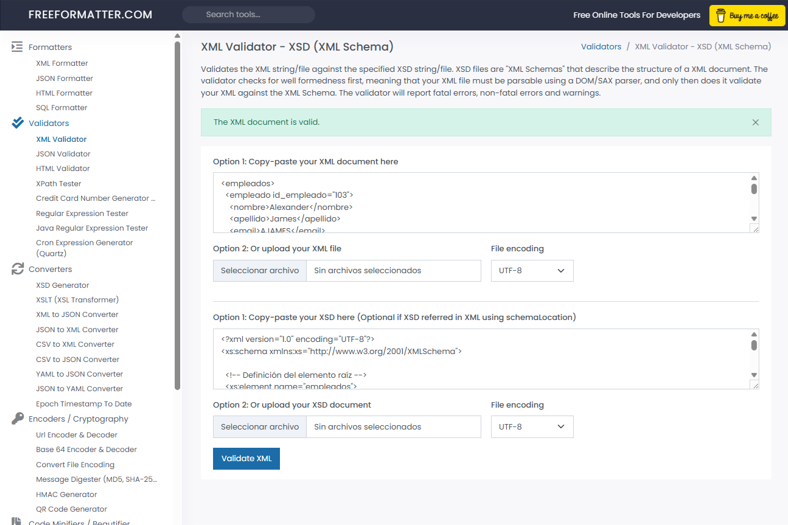 FREEFORMATTER.COM
Search tools...
Free Online Tools For Developers
Buy me a coffee
Formatters
XML Formatter
JSON Formatter
HTML Formatter
SQL Formatter
Validators
XML Validator
JSON Validator
HTML Validator
XPath Tester
Credit Card Number Generator ...
Regular Expression Tester
Java Regular Expression Tester
Cron Expression Generator
(Quartz)
Converters
XSD Generator
XSLT (XSL Transformer)
XML to JSON Converter
JSON to XML Converter
CSV to XML Converter
CSV to JSON Converter
YAML to JSON Converter
JSON to YAML Converter
Epoch Timestamp To Date
Encoders / Cryptography
Url Encoder & Decoder
Base 64 Encoder & Decoder
Convert File Encoding
Message Digester (MD5, SHA-25...
HMAC Generator
QR Code Generator
Code Minifiers / Beautifier
XML Validator - XSD (XML Schema)
Validators / XML Validator - XSD (XML Schema)
Validates the XML string/file against the specified XSD string/file. XSD files are "XML Schemas" that describe the structure of a XML document. The
validator checks for well formedness first, meaning that your XML file must be parsable using a DOM/SAX parser, and only then does it validate
your XML against the XML Schema. The validator will report fatal errors, non-fatal errors and warnings.
The XML document is valid.
Option 1: Copy-paste your XML document here
<empleados>
<empleado id_empleado="103">
<nombre>Alexander</nombre>
<apellido>James</apellido>
<email>AJAMES</email>
Option 2: Or upload your XML file
File encoding
Seleccionar archivo
Sin archivos seleccionados
UTF-8
Option 1: Copy-paste your XSD here (Optional if XSD referred in XML using schemaLocation)
<?xml version="1.0" encoding="UTF-8"?>
<xs:schema xmlns:xs="http://www.w3.org/2001/XMLSchema">
<!-- Definición del elemento raíz -->
<xs:element name="empleados">
Option 2: Or upload your XSD document
File encoding
Seleccionar archivo
Sin archivos seleccionados
UTF-8
Validate XML